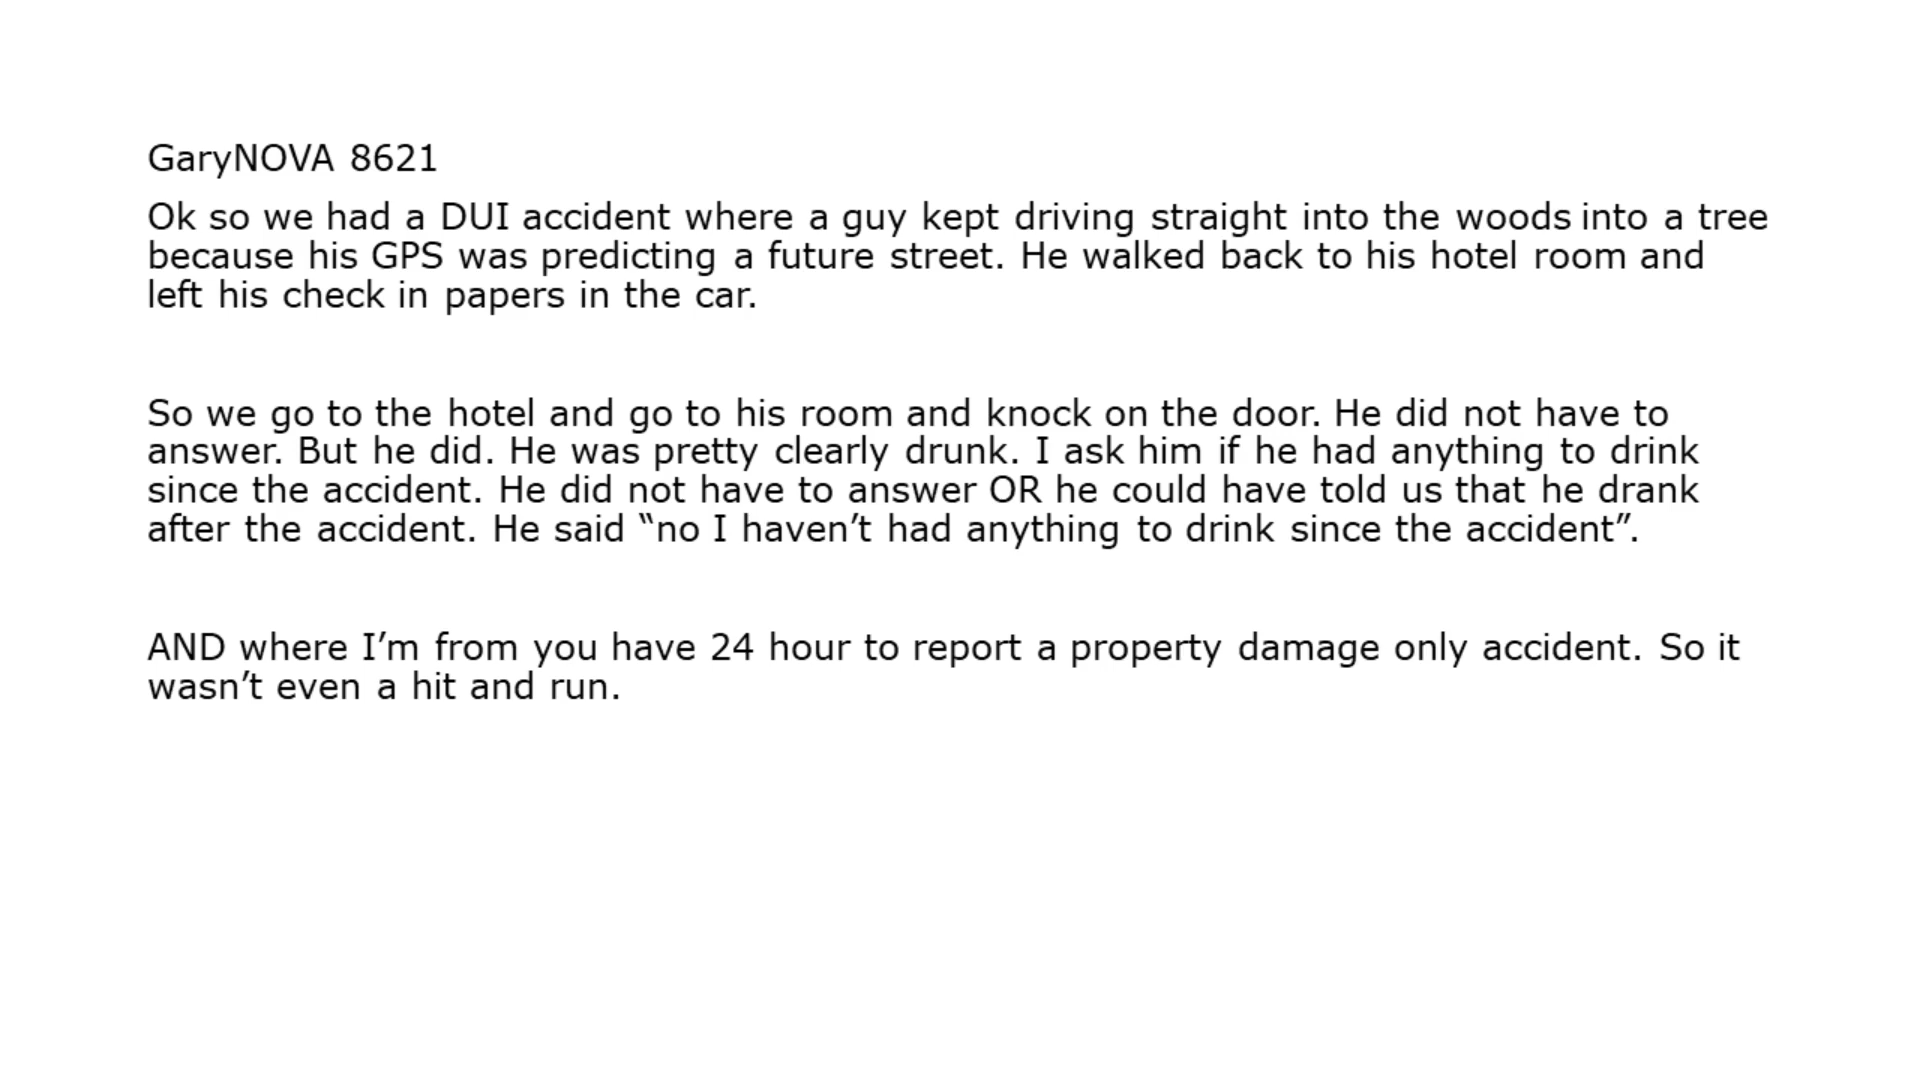 GaryNOVA 8621
Ok so we had a DUI accident where a guy kept driving straight into the woods into a tree
because his GPS was predicting a future street. He walked back to his hotel room and
left his check in papers in the car.
So we go to the hotel and go to his room and knock on the door. He did not have to
answer. But he did. He was pretty clearly drunk. I ask him if he had anything to drink
since the accident. He did not have to answer OR he could have told us that he drank
after the accident. He said “no I haven’t had anything to drink since the accident”.
AND where I’m from you have 24 hour to report a property damage only accident. So it
wasn’t even a hit and run.